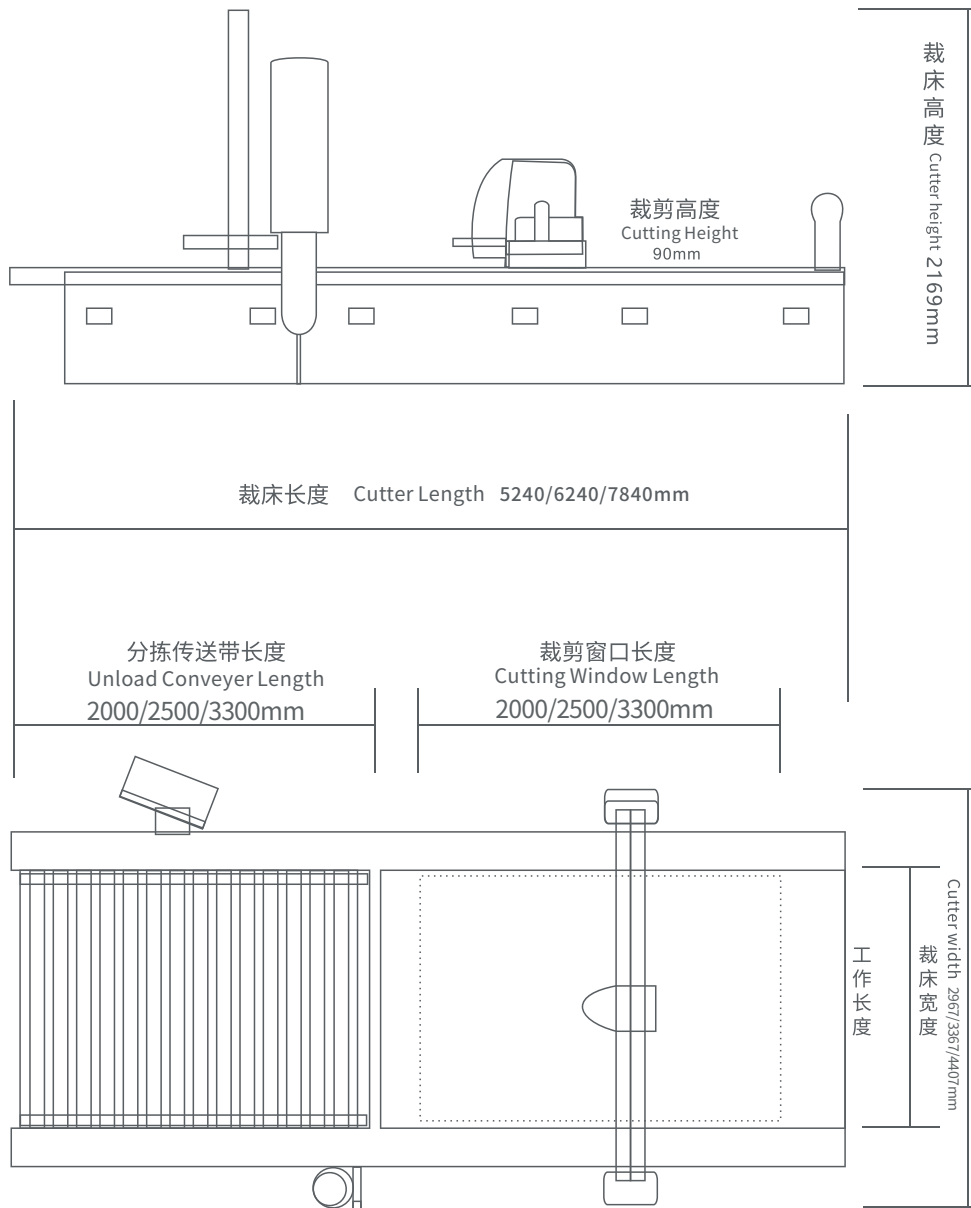 裁床高度 Cutter height 2169mm
裁剪高度
Cutting Height
90mm
裁床长度 Cutter Length 5240/6240/7840mm
分拣传送带长度
Unload Conveyer Length
2000/2500/3300mm
裁剪窗口长度
Cutting Window Length
2000/2500/3300mm
工作长度
裁床宽度
Cutter width 2967/3367/4407mm